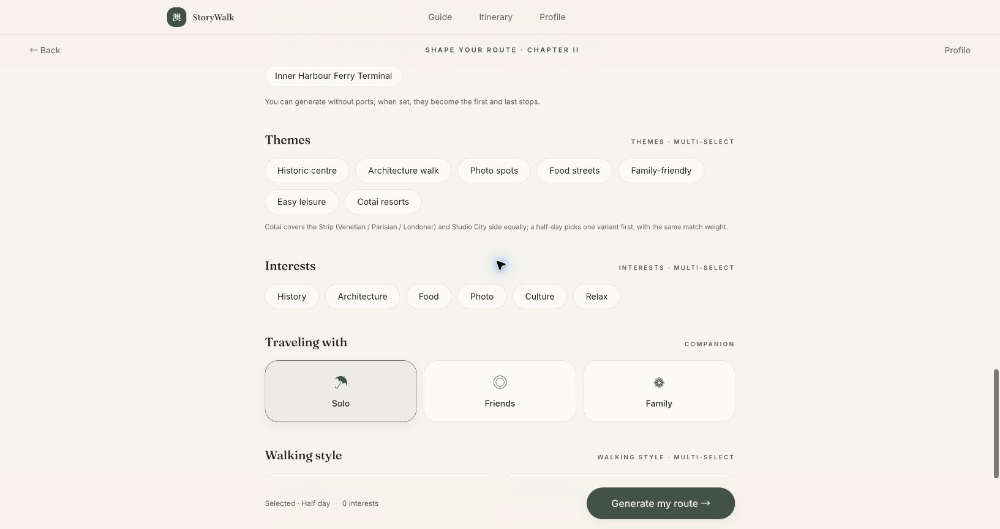 澳 StoryWalk Guide Itinerary Profile
← Back SHAPE YOUR ROUTE · CHAPTER II Profile
Inner Harbour Ferry Terminal
You can generate without ports; when set, they become the first and last stops.
Themes THEMES · MULTI-SELECT
Historic centre Architecture walk Photo spots Food streets Family-friendly
Easy leisure Cotai resorts
Cotai covers the Strip (Venetian / Parisian / Londoner) and Studio City side equally; a half-day picks one variant first, with the same match weight.
Interests INTERESTS · MULTI-SELECT
History Architecture Food Photo Culture Relax
Traveling with COMPANION
Solo Friends Family
Walking style WALKING STYLE · MULTI-SELECT
Selected · Half day · 0 interests Generate my route →